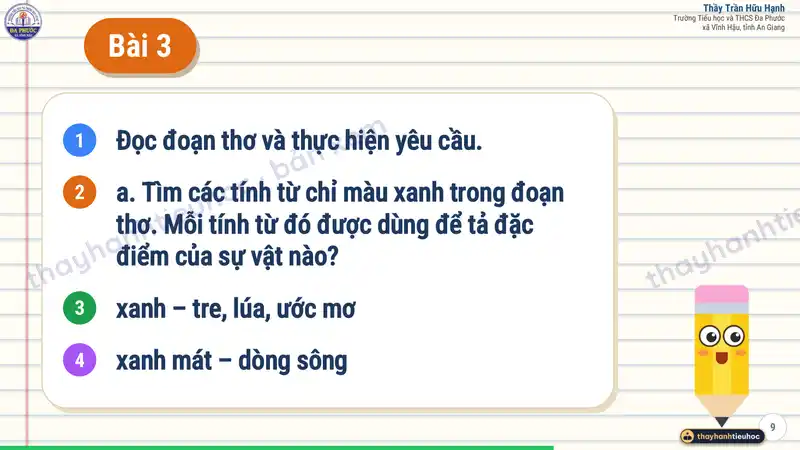 Thầy Trần Hữu Hạnh
Trường Tiểu học và THCS Đa Phước
xã Vĩnh Hậu, tỉnh An Giang
ĐA PHƯỚC
Bài 3
1 Đọc đoạn thơ và thực hiện yêu cầu.
2 a. Tìm các tính từ chỉ màu xanh trong đoạn
thơ. Mỗi tính từ đó được dùng để tả đặc
điểm của sự vật nào?
3 xanh – tre, lúa, ước mơ
4 xanh mát – dòng sông
thayhanhtieuhoc
9